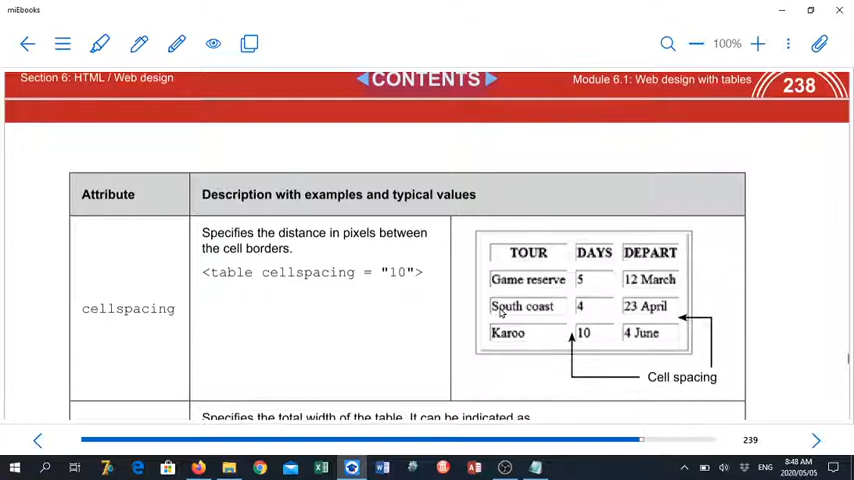 miEbooks
100%
Section 6: HTML / Web design
CONTENTS
Module 6.1: Web design with tables
238
Attribute
Description with examples and typical values
cellspacing
Specifies the distance in pixels between
the cell borders.
<table cellspacing = "10">
TOUR DAYS DEPART
Game reserve 5 12 March
South coast 4 23 April
Karoo 10 4 June
Cell spacing
Specifies the total width of the table. It can be indicated as
239
ENG
8:48 AM
2020/05/05